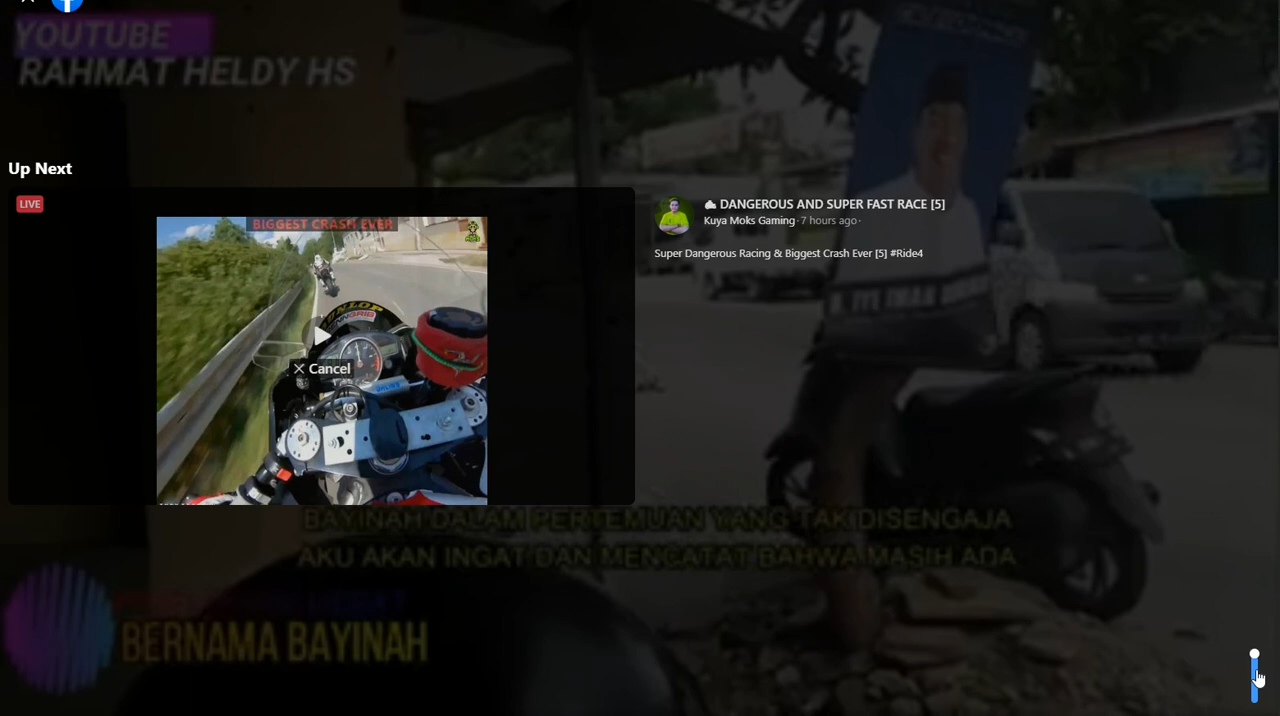 YOUTUBE
RAHMAT HELDY HS
Up Next
LIVE
BIGGEST CRASH EVER
DANGEROUS AND SUPER FAST RACE [5]
Kuya Moks Gaming · 7 hours ago ·
Super Dangerous Racing & Biggest Crash Ever [5] #Ride4
DUNLOP
Cancel
BAYINAH DALAM PERTEMUAN YANG TAK DISENGAJA
AKU AKAN INGAT DAN MENCATAT BAHWA MASIH ADA
BERNAMA BAYINAH